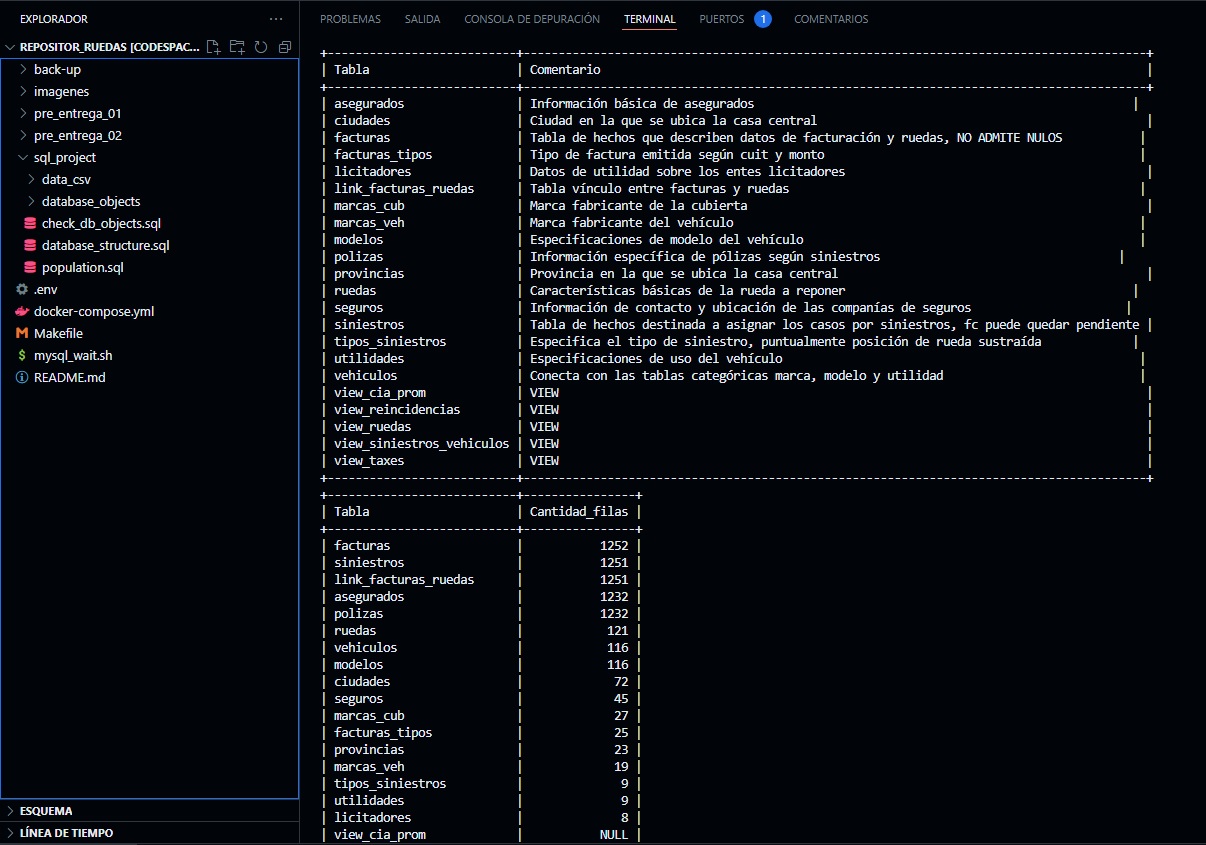 EXPLORADOR ···
REPOSITOR_RUEDAS [CODESPAC...
back-up
imagenes
pre_entrega_01
pre_entrega_02
sql_project
data_csv
database_objects
check_db_objects.sql
database_structure.sql
population.sql
.env
docker-compose.yml
Makefile
mysql_wait.sh
README.md
ESQUEMA
LÍNEA DE TIEMPO
PROBLEMAS SALIDA CONSOLA DE DEPURACIÓN TERMINAL PUERTOS 1 COMENTARIOS
| Tabla | Comentario |
| asegurados | Información básica de asegurados |
| ciudades | Ciudad en la que se ubica la casa central |
| facturas | Tabla de hechos que describen datos de facturación y ruedas, NO ADMITE NULOS |
| facturas_tipos | Tipo de factura emitida según cuit y monto |
| licitadores | Datos de utilidad sobre los entes licitadores |
| link_facturas_ruedas | Tabla vínculo entre facturas y ruedas |
| marcas_cub | Marca fabricante de la cubierta |
| marcas_veh | Marca fabricante del vehículo |
| modelos | Especificaciones de modelo del vehículo |
| polizas | Información específica de pólizas según siniestros |
| provincias | Provincia en la que se ubica la casa central |
| ruedas | Características básicas de la rueda a reponer |
| seguros | Información de contacto y ubicación de las companías de seguros |
| siniestros | Tabla de hechos destinada a asignar los casos por siniestros, fc puede quedar pendiente |
| tipos_siniestros | Especifica el tipo de siniestro, puntualmente posición de rueda sustraída |
| utilidades | Especificaciones de uso del vehículo |
| vehiculos | Conecta con las tablas categóricas marca, modelo y utilidad |
| view_cia_prom | VIEW |
| view_reincidencias | VIEW |
| view_ruedas | VIEW |
| view_siniestros_vehiculos | VIEW |
| view_taxes | VIEW |
| Tabla | Cantidad_filas |
| facturas | 1252 |
| siniestros | 1251 |
| link_facturas_ruedas | 1251 |
| asegurados | 1232 |
| polizas | 1232 |
| ruedas | 121 |
| vehiculos | 116 |
| modelos | 116 |
| ciudades | 72 |
| seguros | 45 |
| marcas_cub | 27 |
| facturas_tipos | 25 |
| provincias | 23 |
| marcas_veh | 19 |
| tipos_siniestros | 9 |
| utilidades | 9 |
| licitadores | 8 |
| view_cia_prom | NULL |